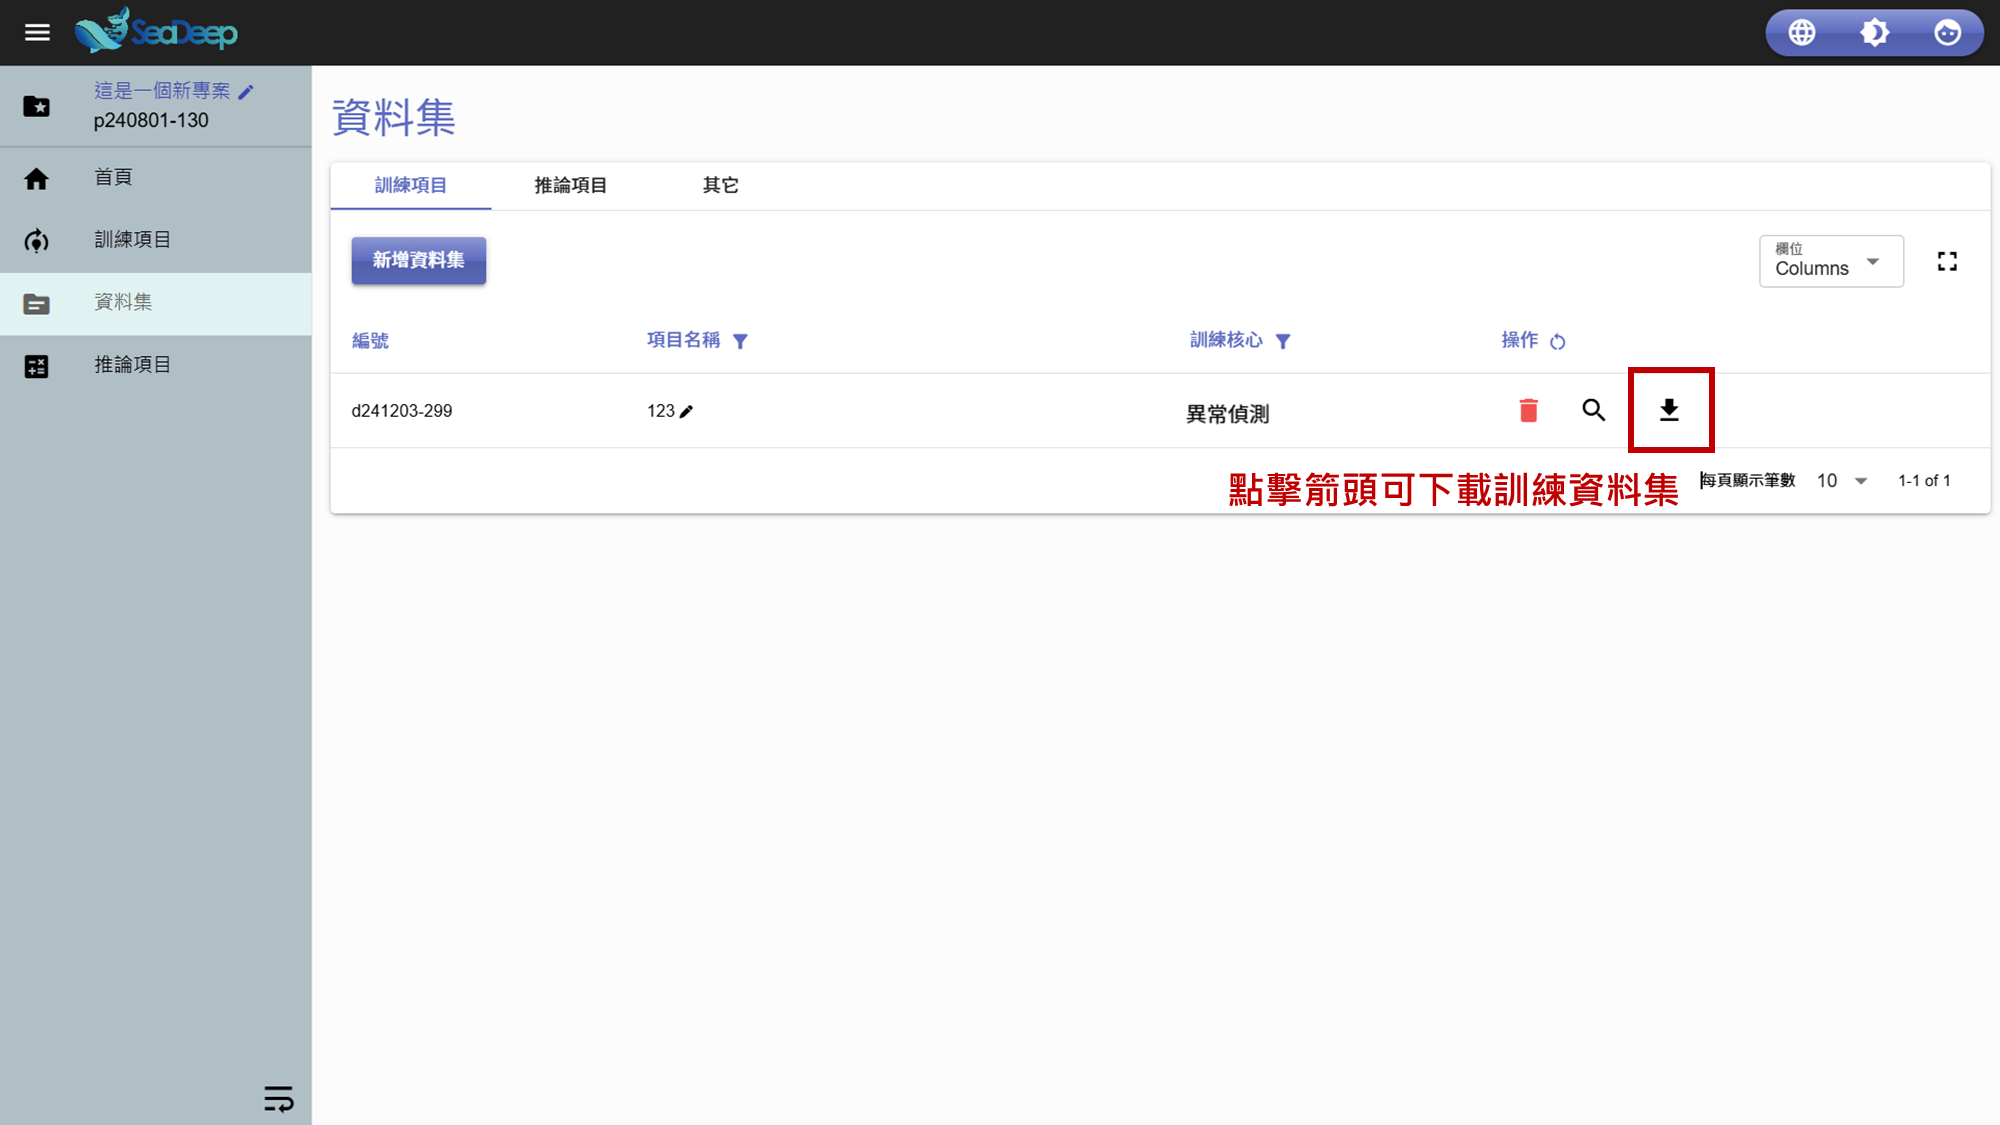 SeaDeep
這是一個新專案
p240801-130
首頁
訓練項目
資料集
推論項目
資料集
訓練項目 推論項目 其它
新增資料集
欄位
Columns
編號 項目名稱 訓練核心 操作
d241203-299 123 異常偵測
點擊箭頭可下載訓練資料集
每頁顯示筆數 10 1-1 of 1